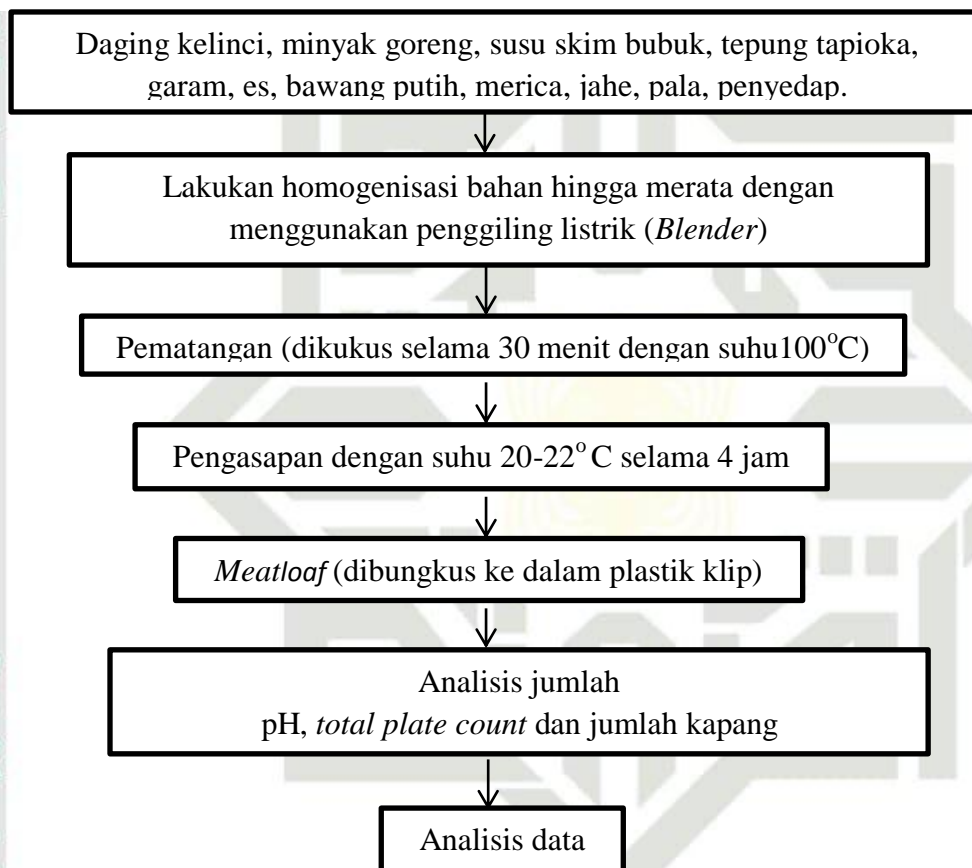 Daging kelinci, minyak goreng, susu skim bubuk, tepung tapioka,
garam, es, bawang putih, merica, jahe, pala, penyedap.
Lakukan homogenisasi bahan hingga merata dengan
menggunakan penggiling listrik (Blender)
Pematangan (dikukus selama 30 menit dengan suhu100°C)
Pengasapan dengan suhu 20-22° C selama 4 jam
Meatloaf (dibungkus ke dalam plastik klip)
Analisis jumlah
pH, total plate count dan jumlah kapang
Analisis data